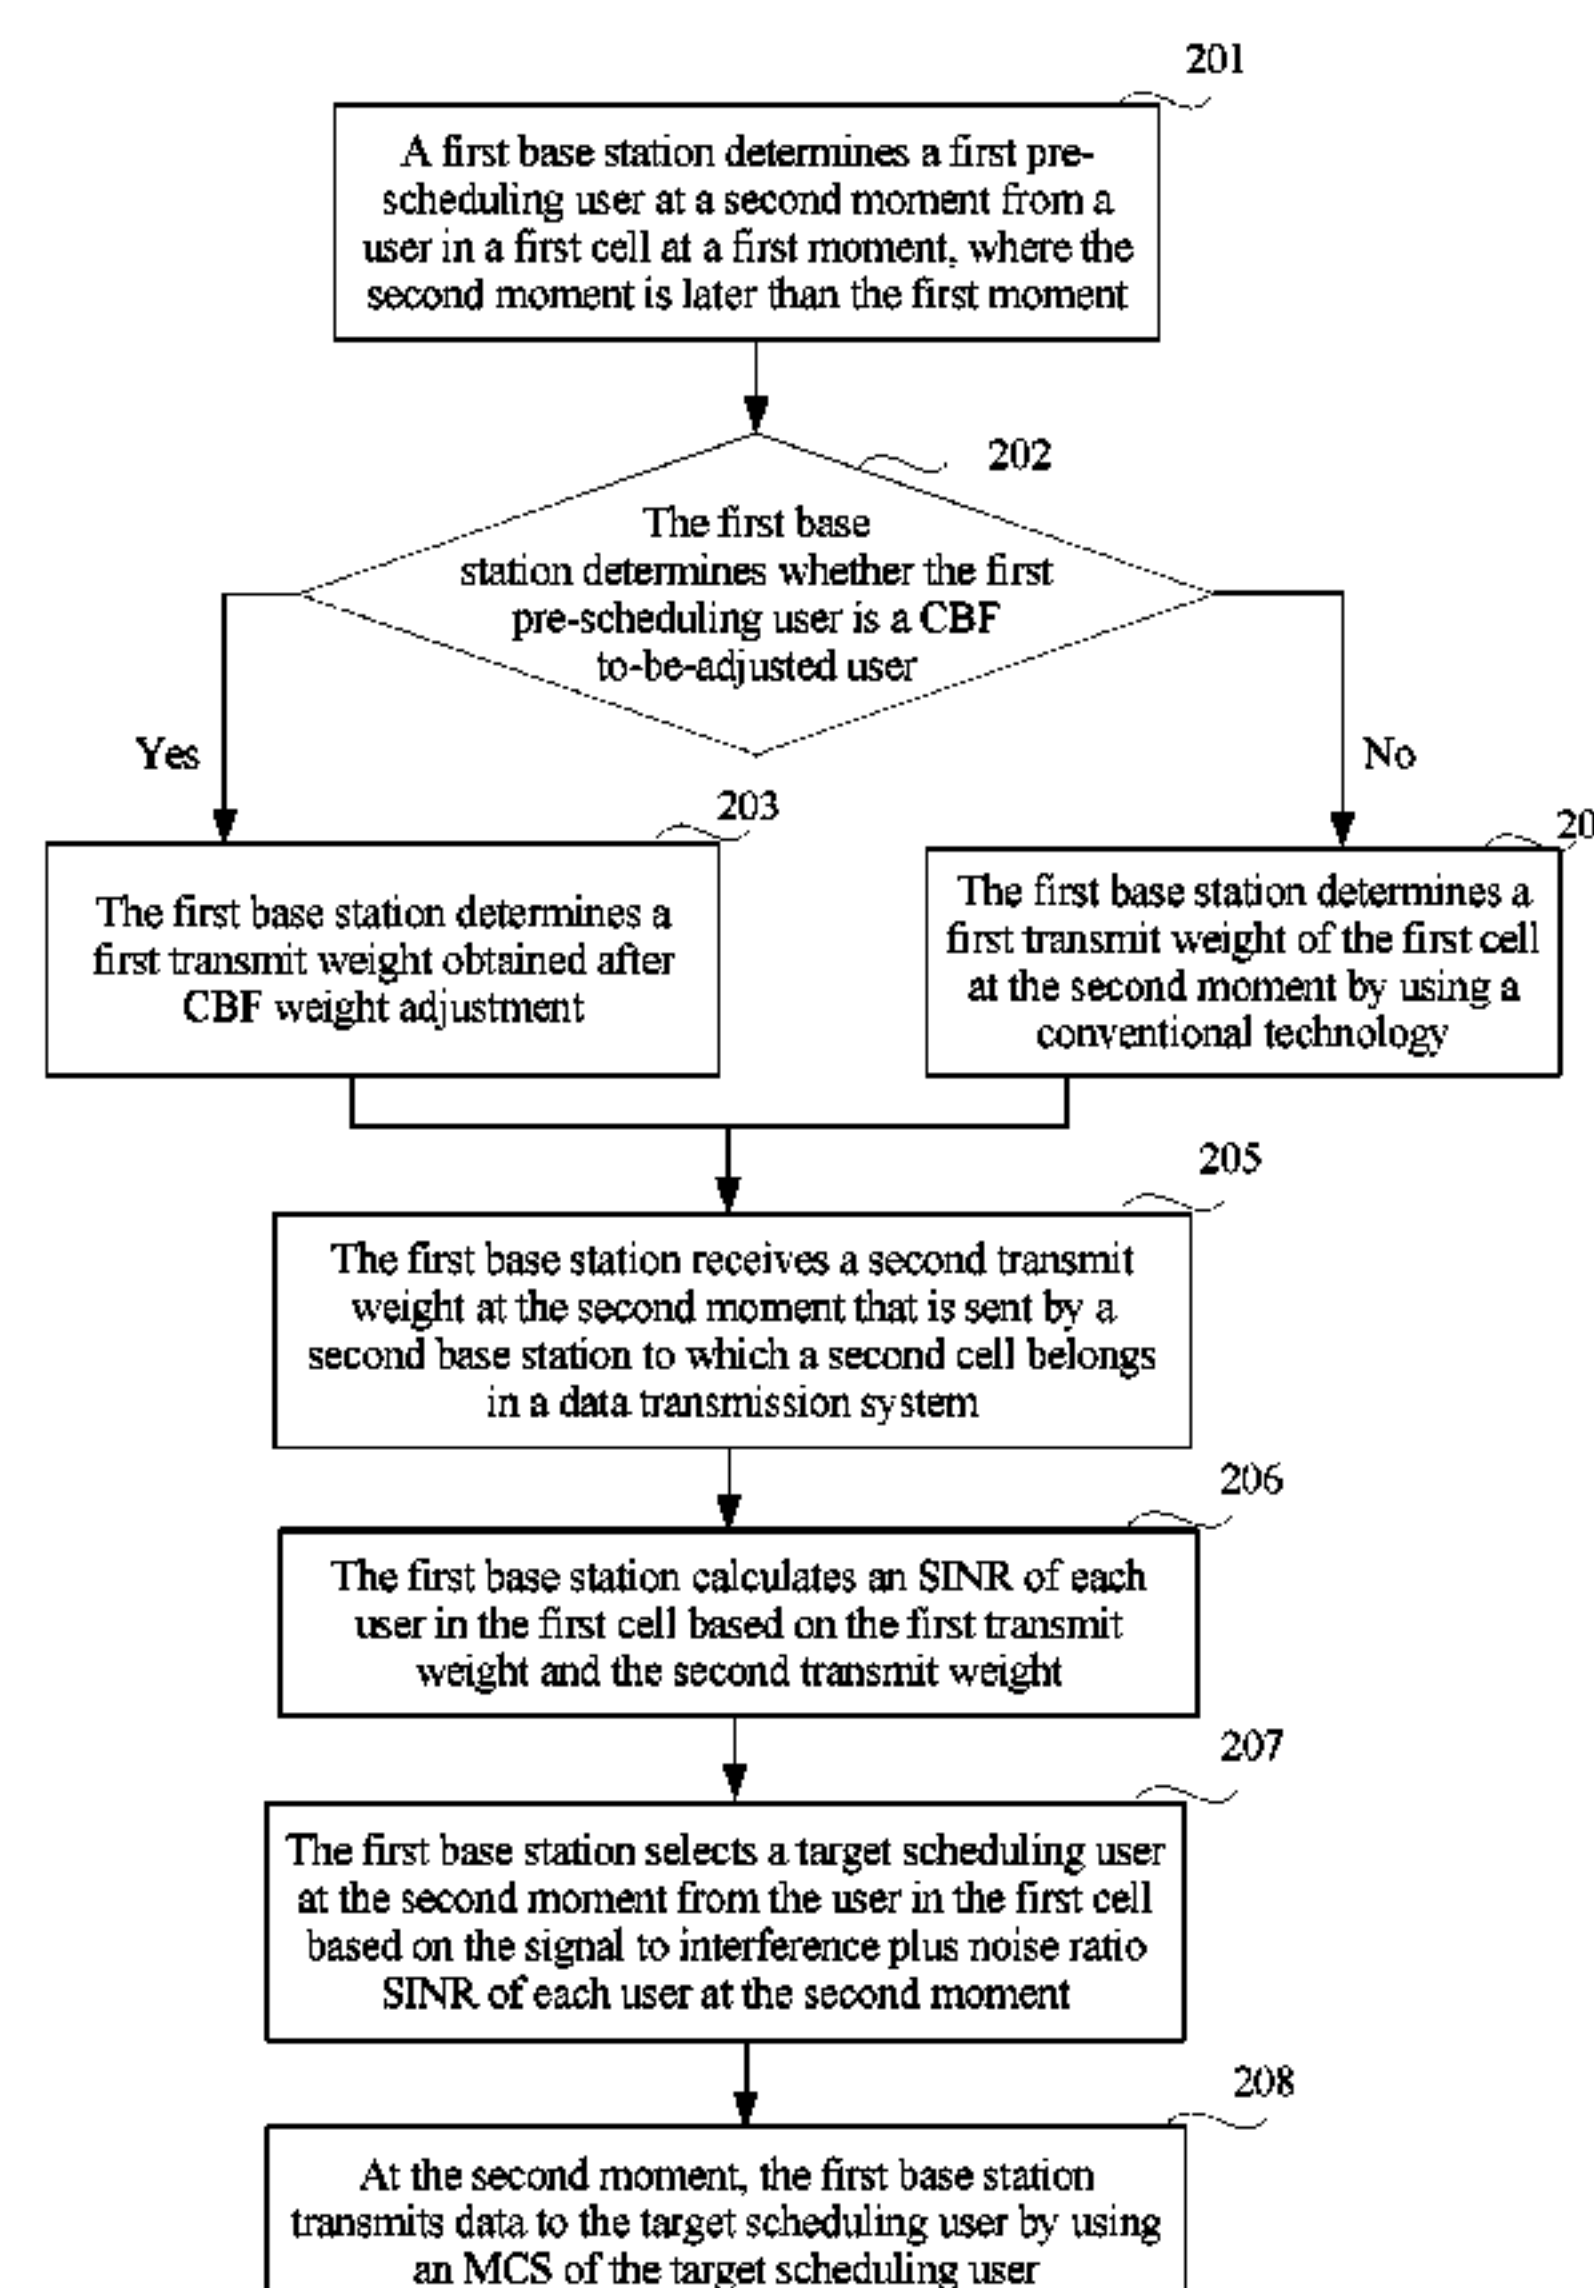 201
A first base station determines a first pre-
scheduling user at a second moment from a
user in a first cell at a first moment, where the
second moment is later than the first moment
202
The first base
station determines whether the first
pre-scheduling user is a CBF
to-be-adjusted user
Yes
No
203
The first base station determines a
first transmit weight obtained after
CBF weight adjustment
20
The first base station determines a
first transmit weight of the first cell
at the second moment by using a
conventional technology
205
The first base station receives a second transmit
weight at the second moment that is sent by a
second base station to which a second cell belongs
in a data transmission system
206
The first base station calculates an SINR of each
user in the first cell based on the first transmit
weight and the second transmit weight
207
The first base station selects a target scheduling user
at the second moment from the user in the first cell
based on the signal to interference plus noise ratio
SINR of each user at the second moment
208
At the second moment, the first base station
transmits data to the target scheduling user by using
an MCS of the target scheduling user